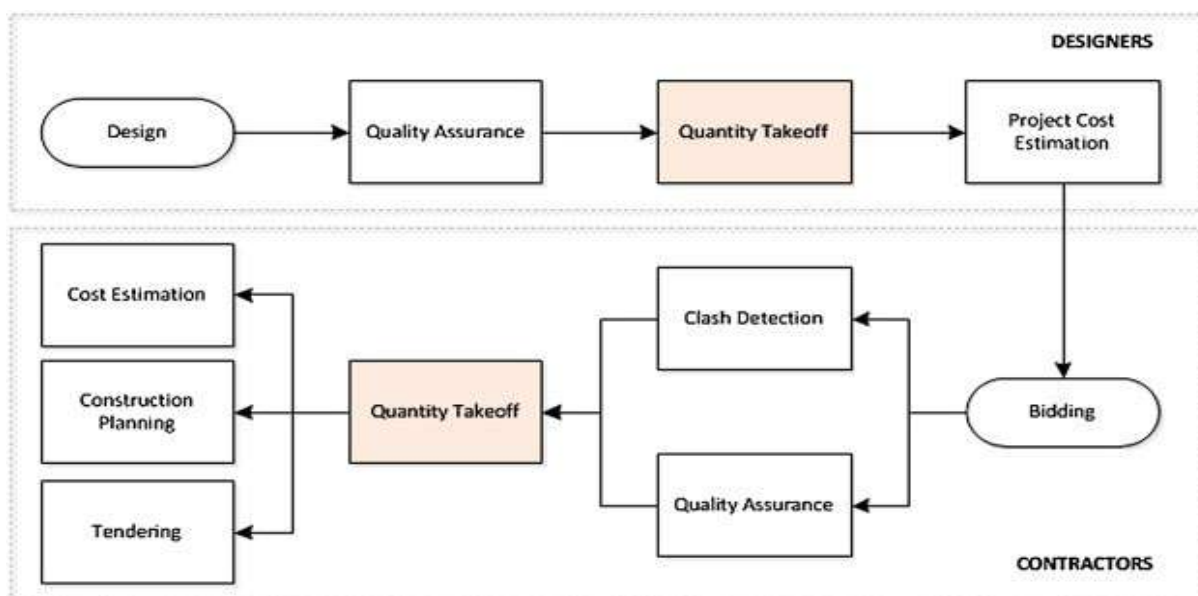 DESIGNERS
Design
Quality Assurance
Quantity Takeoff
Project Cost
Estimation
Cost Estimation
Clash Detection
Construction
Planning
Quantity Takeoff
Bidding
Tendering
Quality Assurance
CONTRACTORS